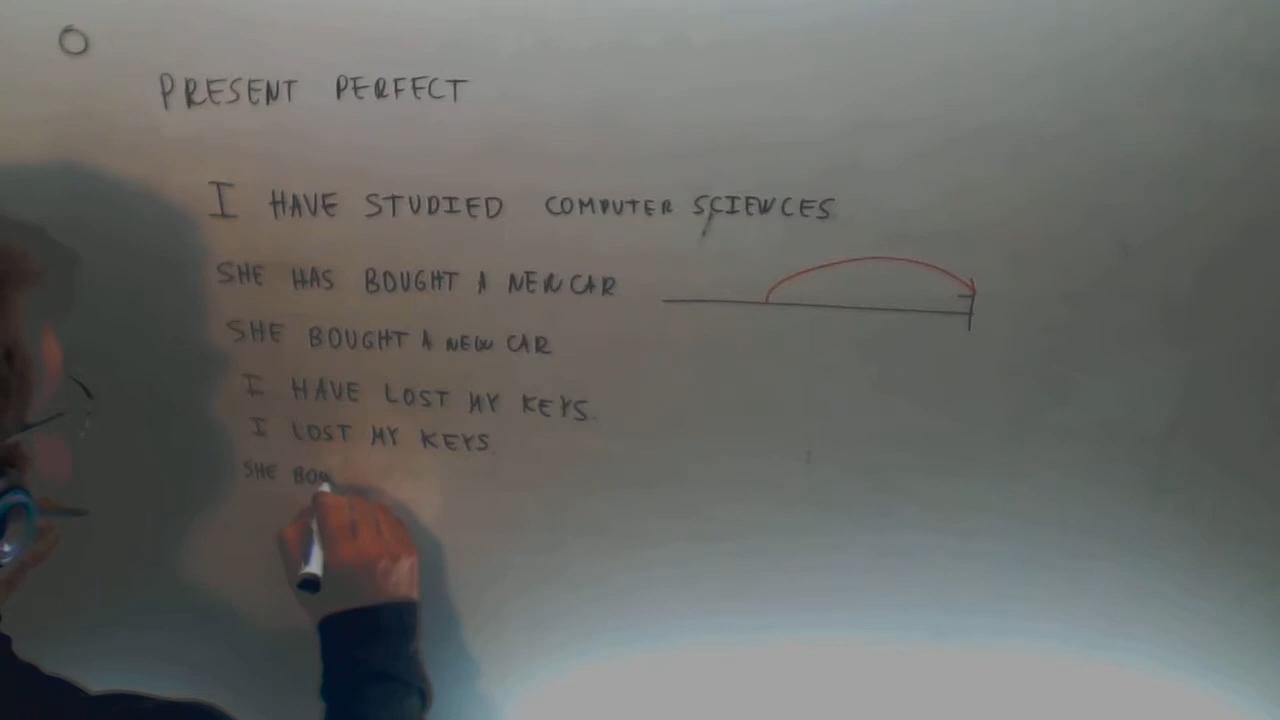 PRESENT PERFECT
I HAVE STUDIED COMPUTER SCIENCES
SHE HAS BOUGHT A NEW CAR
SHE BOUGHT A NEW CAR
I HAVE LOST MY KEYS.
I LOST MY KEYS.
SHE BOU